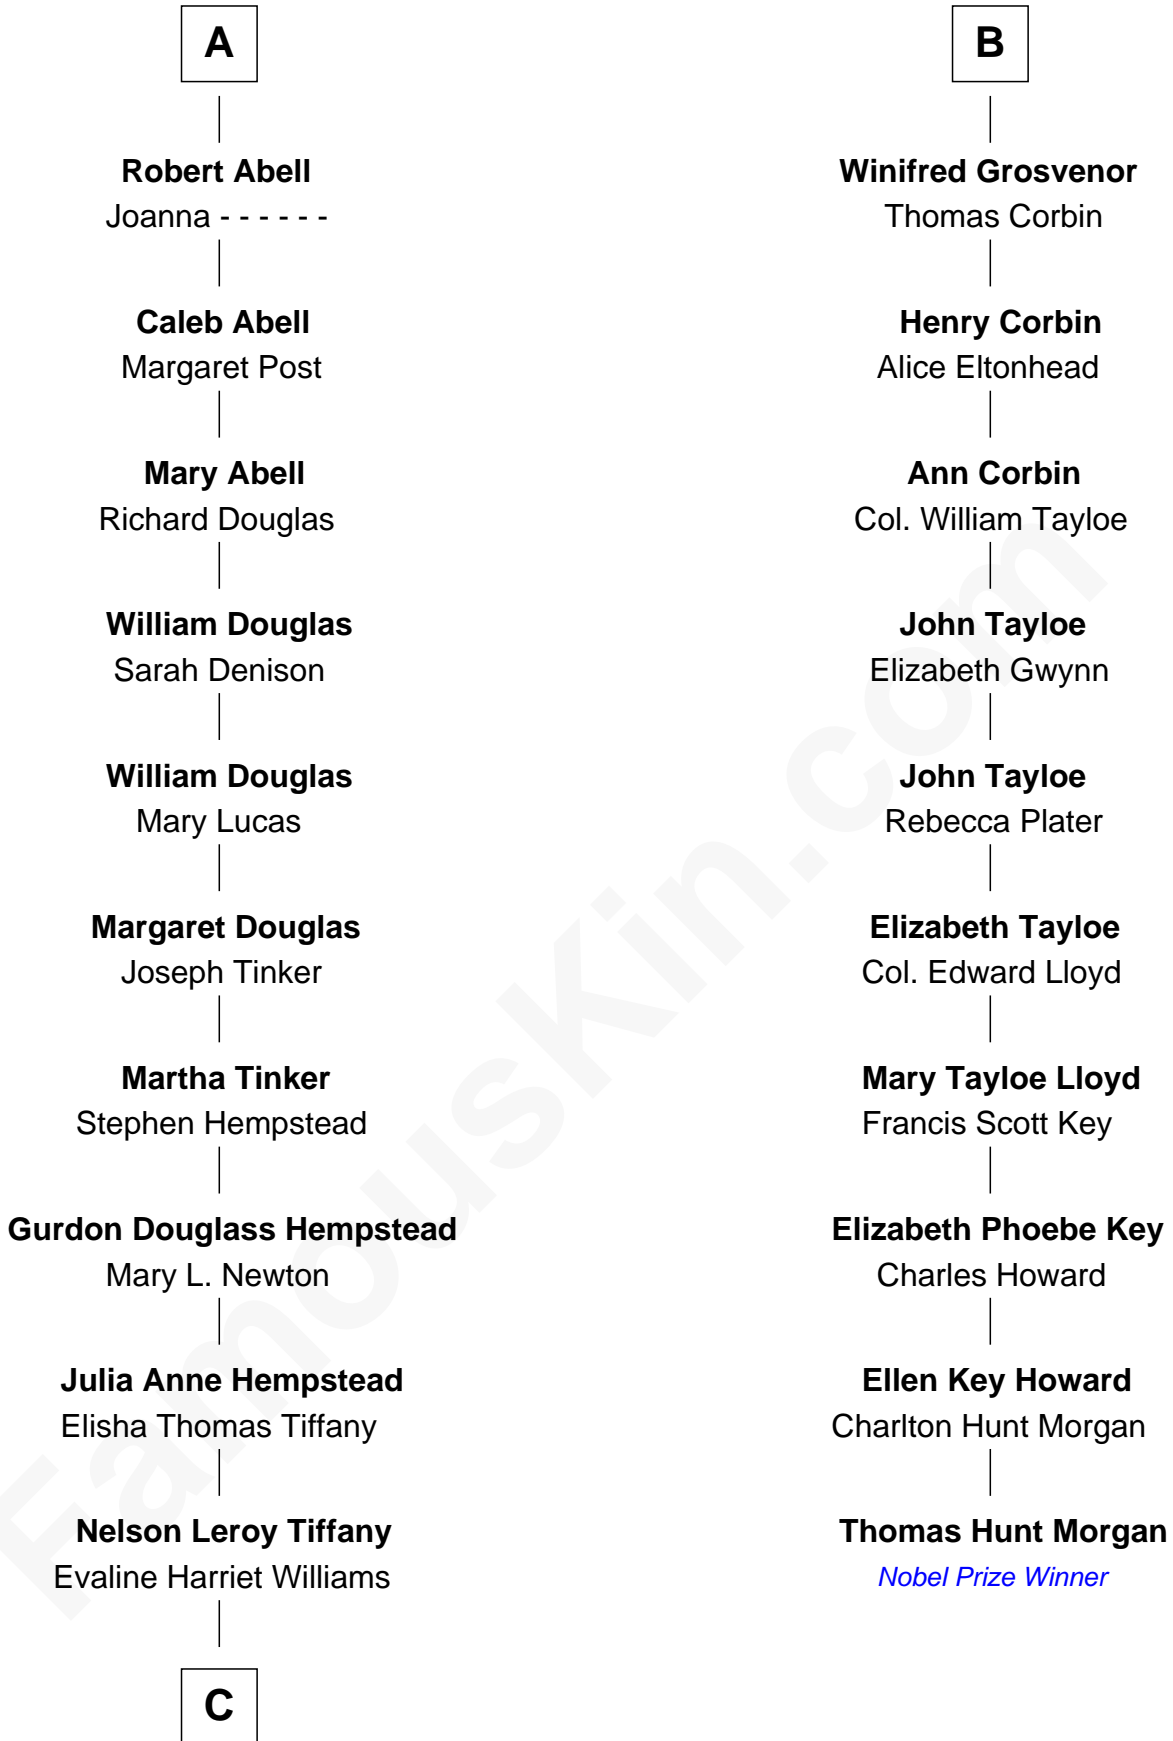 A
Robert Abell
Joanna - - - - - -
Caleb Abell
Margaret Post
Mary Abell
Richard Douglas
William Douglas
Sarah Denison
William Douglas
Mary Lucas
Margaret Douglas
Joseph Tinker
Martha Tinker
Stephen Hempstead
Gurdon Douglass Hempstead
Mary L. Newton
Julia Anne Hempstead
Elisha Thomas Tiffany
Nelson Leroy Tiffany
Evaline Harriet Williams
C
B
Winifred Grosvenor
Thomas Corbin
Henry Corbin
Alice Eltonhead
Ann Corbin
Col. William Tayloe
John Tayloe
Elizabeth Gwynn
John Tayloe
Rebecca Plater
Elizabeth Tayloe
Col. Edward Lloyd
Mary Tayloe Lloyd
Francis Scott Key
Elizabeth Phoebe Key
Charles Howard
Ellen Key Howard
Charlton Hunt Morgan
Thomas Hunt Morgan
Nobel Prize Winner
FamousKin.com